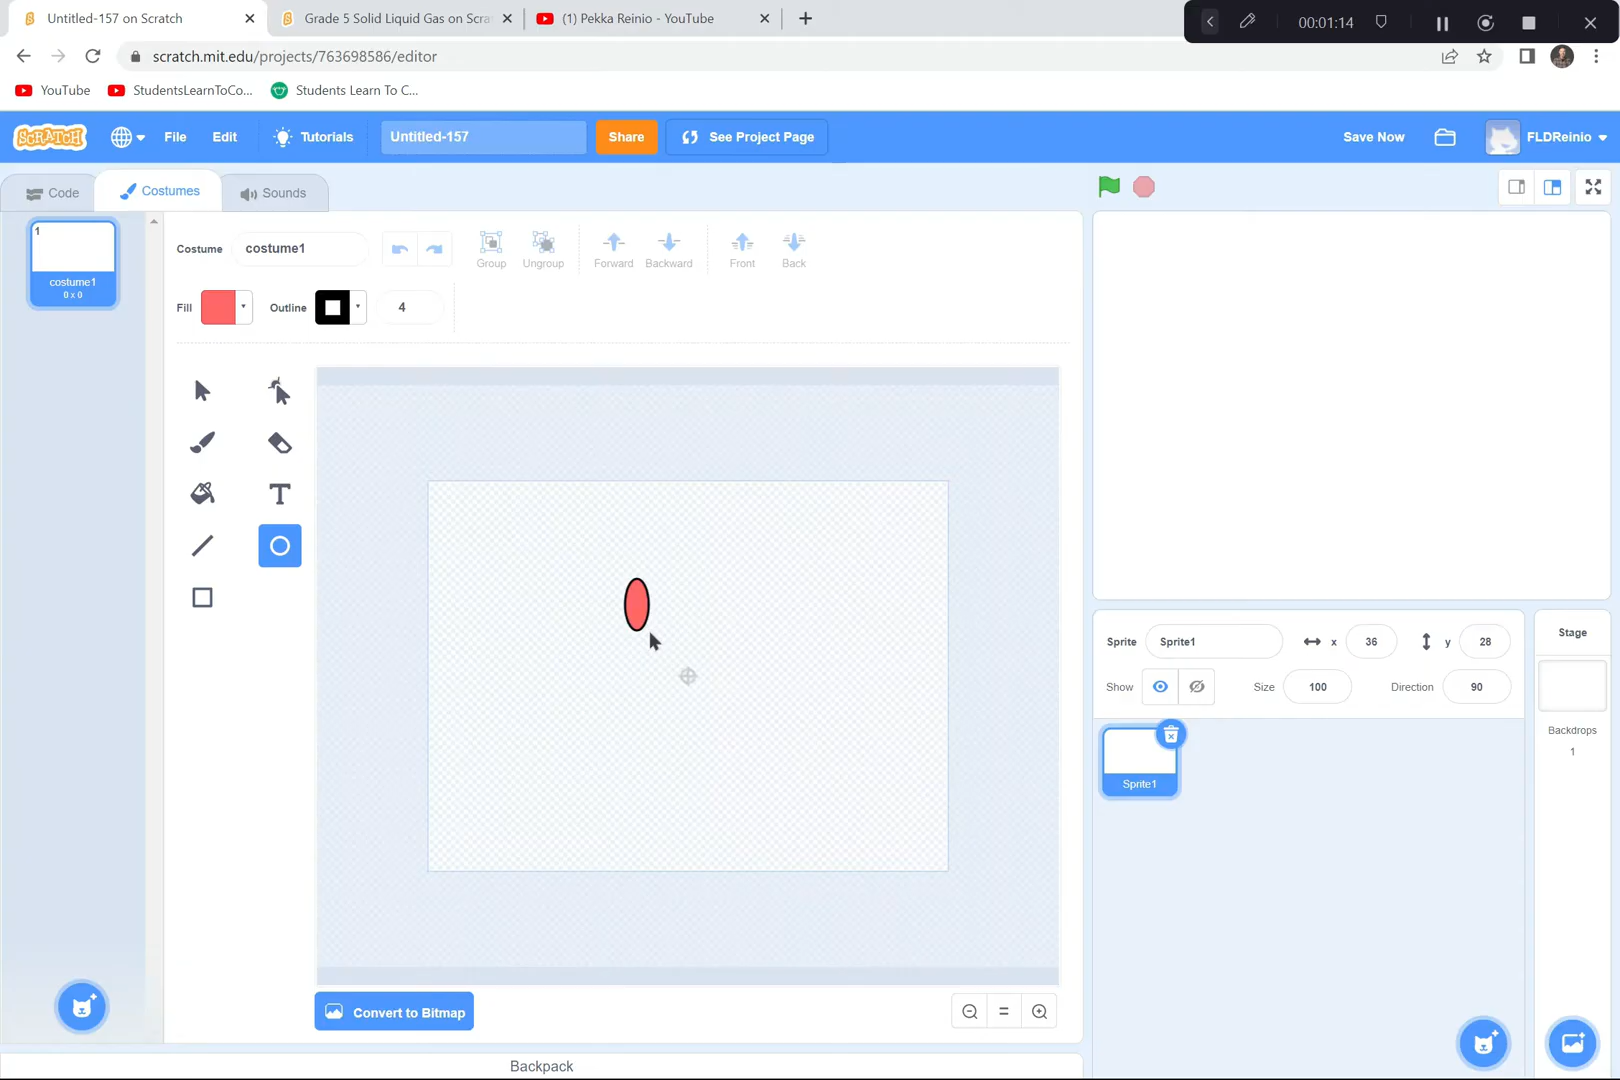 Untitled-157 on Scratch
Grade 5 Solid Liquid Gas on Scra
(1) Pekka Reinio - YouTube
00:01:14
scratch.mit.edu/projects/763698586/editor
YouTube
StudentsLearnToCo...
Students Learn To C...
SCRATCH
File
Edit
Tutorials
Untitled-157
Share
See Project Page
Save Now
FLDReinio
Code
Costumes
Sounds
1
costume1
0 x 0
Costume
costume1
Group
Ungroup
Forward
Backward
Front
Back
Fill
Outline
4
T
Convert to Bitmap
Backpack
Sprite
Sprite1
x
36
y
28
Show
Size
100
Direction
90
Sprite1
Stage
Backdrops
1